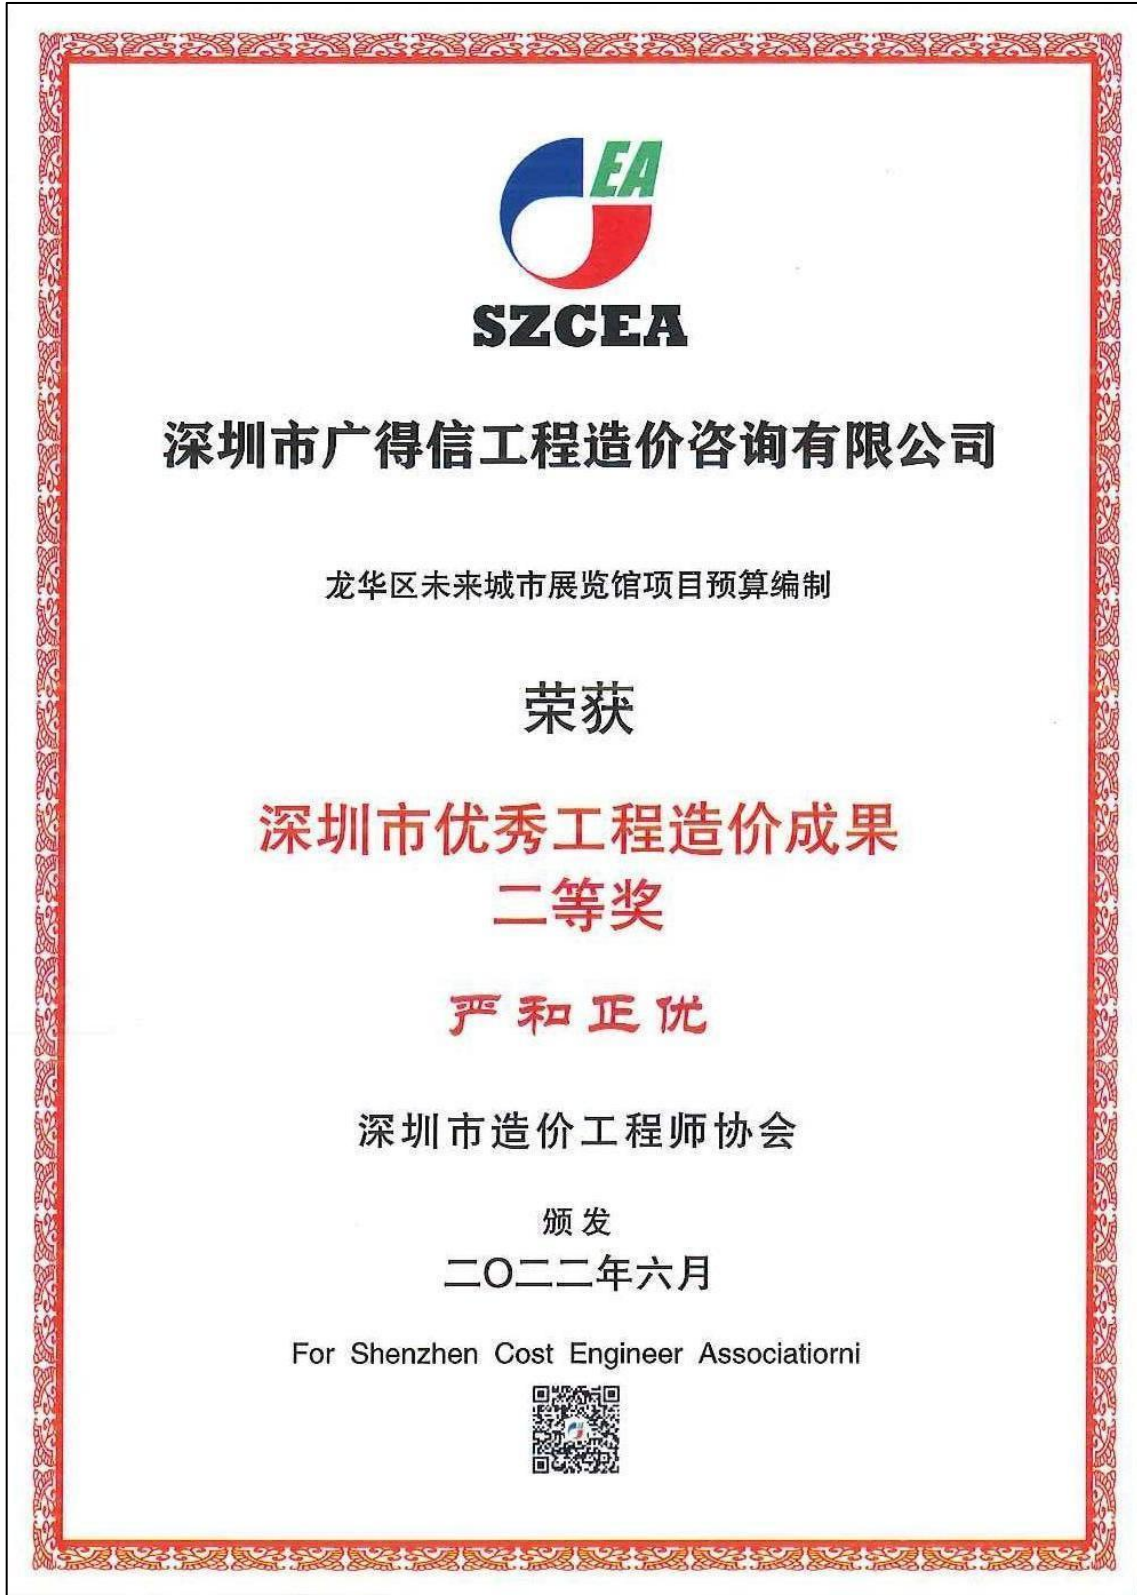 EA
SZCEA
深圳市广得信工程造价咨询有限公司
龙华区未来城市展览馆项目预算编制
荣获
深圳市优秀工程造价成果
二等奖
严和正优
深圳市造价工程师协会
颁发
二〇二二年六月
For Shenzhen Cost Engineer Associatiorni